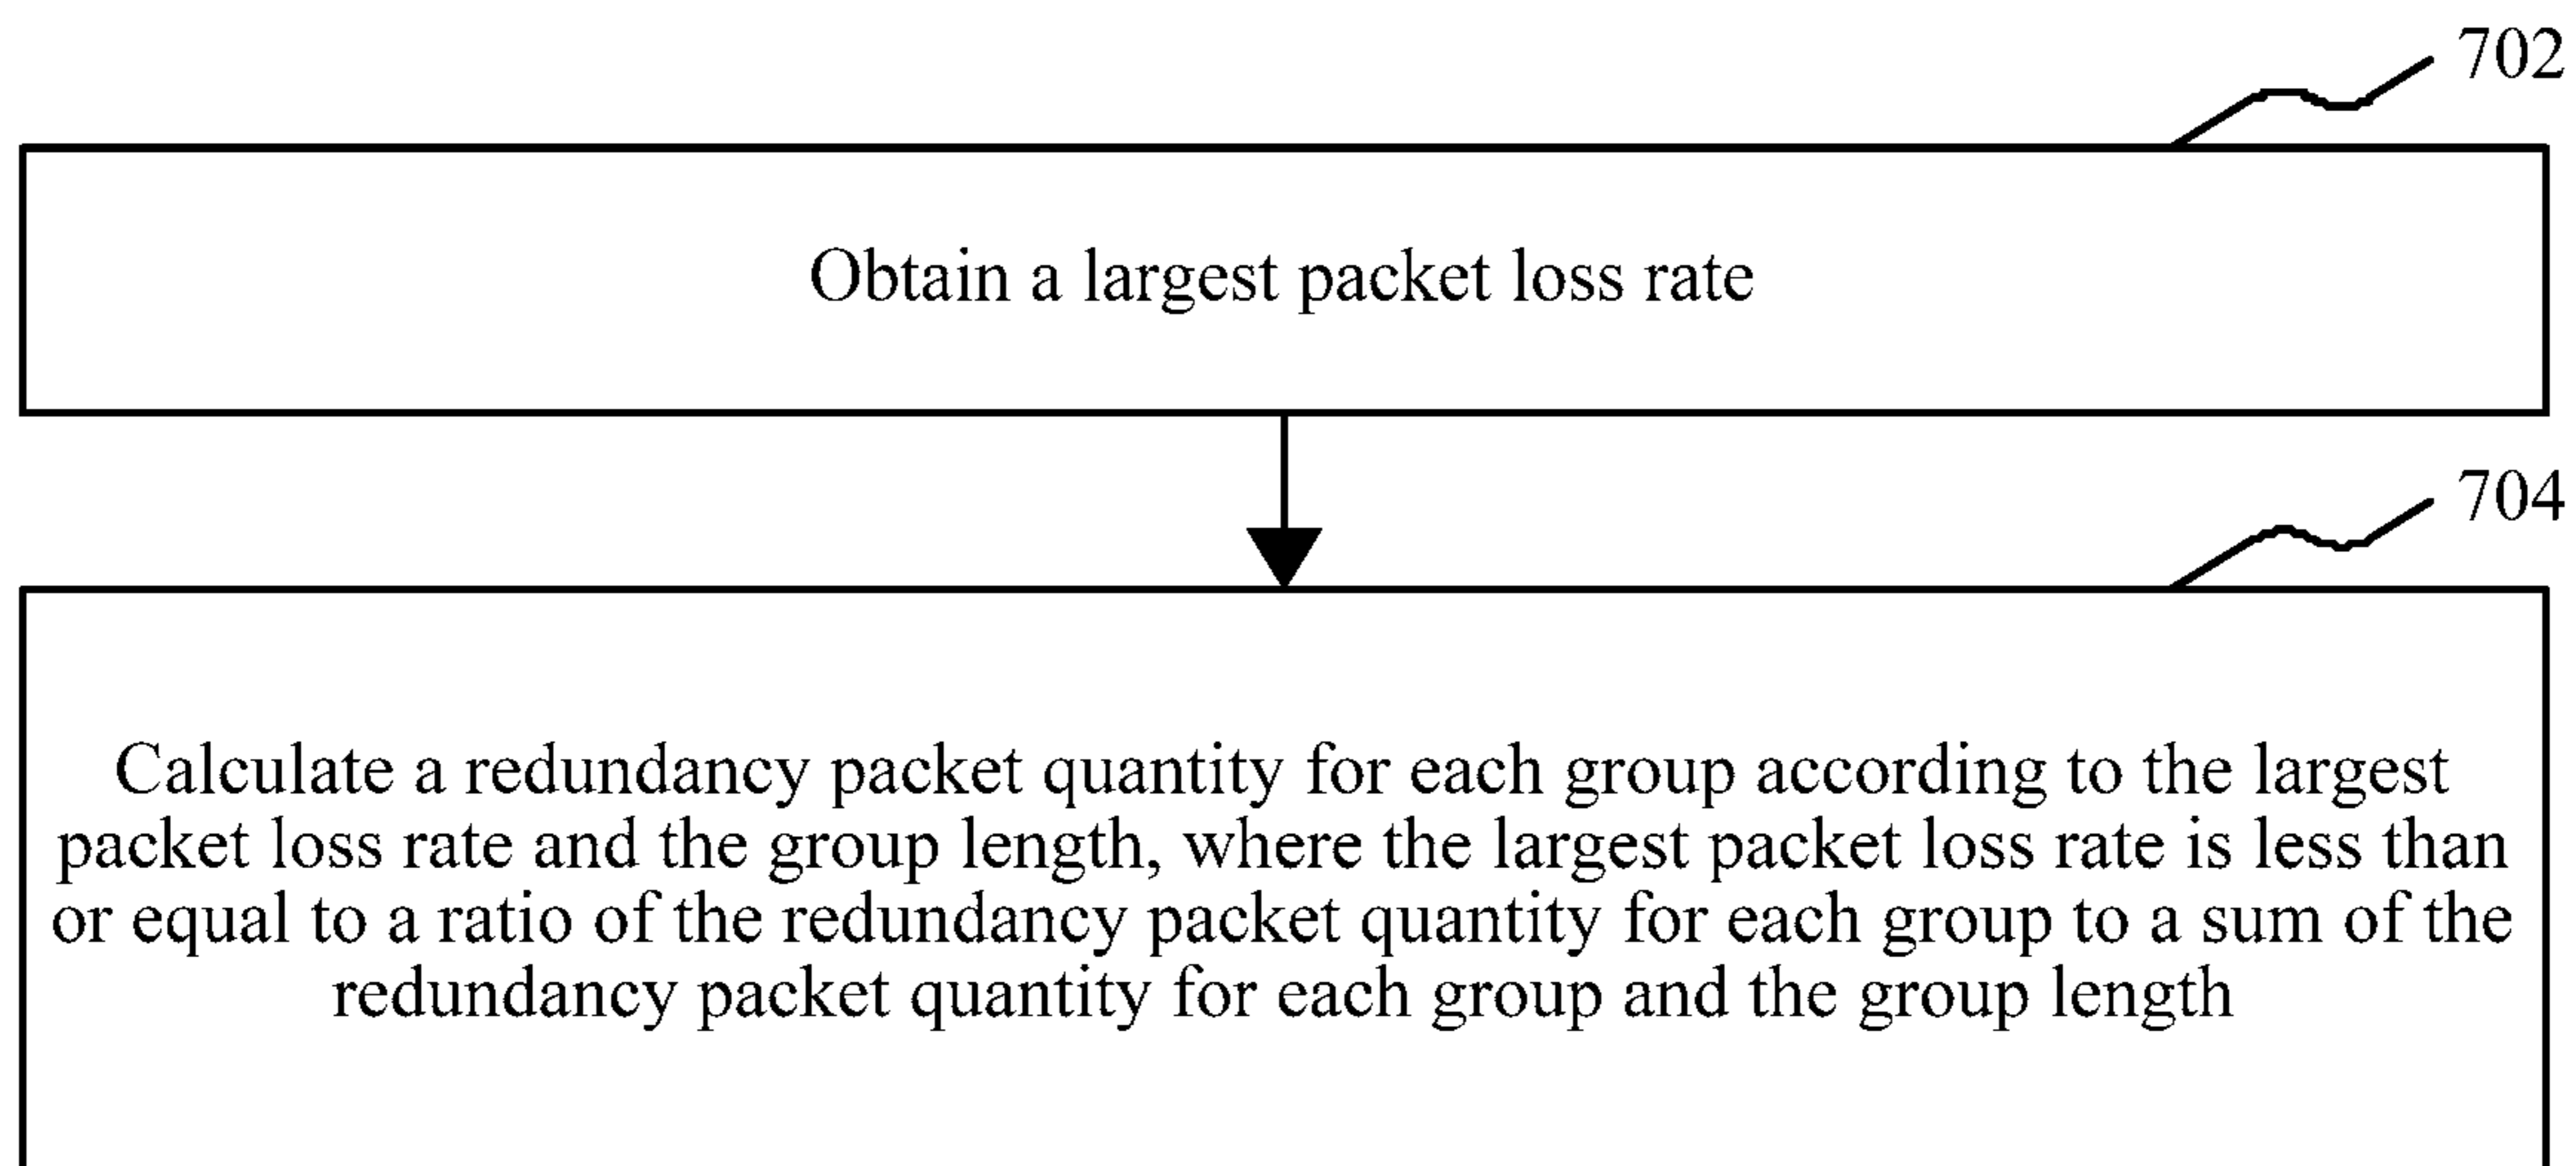 702
Obtain a largest packet loss rate
704
Calculate a redundancy packet quantity for each group according to the largest
packet loss rate and the group length, where the largest packet loss rate is less than
or equal to a ratio of the redundancy packet quantity for each group to a sum of the
redundancy packet quantity for each group and the group length